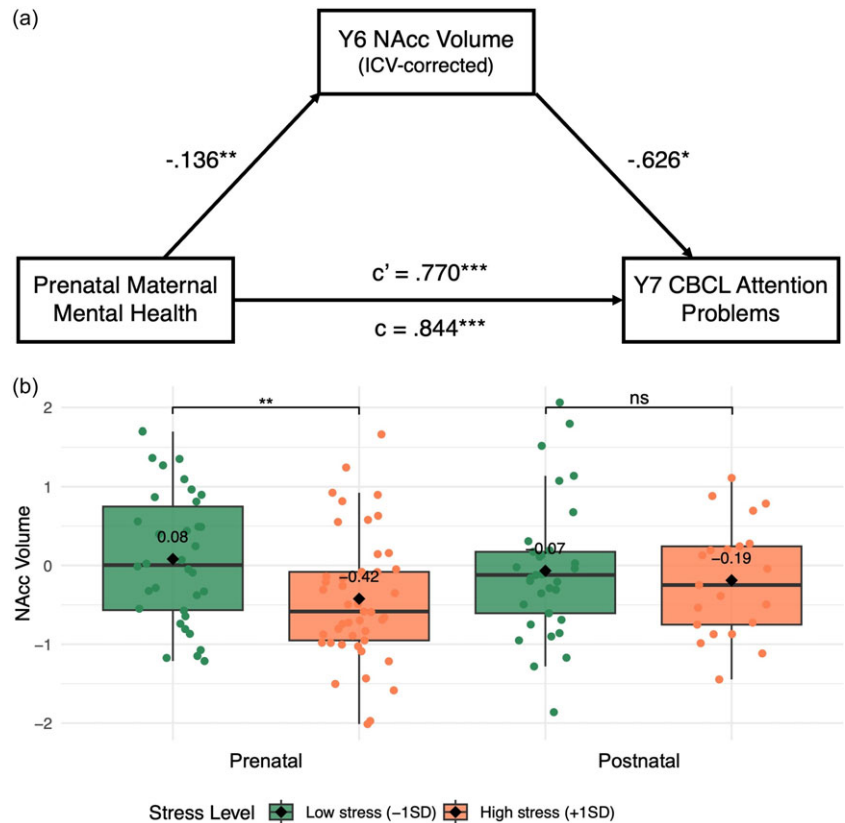 (a)
Y6 NAcc Volume
(ICV-corrected)
-.136**
-.626*
Prenatal Maternal
Mental Health
c' = .770***
c = .844***
Y7 CBCL Attention
Problems
(b)
2
1
0
−1
−2
NAcc Volume
**
ns
0.08
−0.42
−0.07
−0.19
Prenatal
Postnatal
Stress Level
Low stress (−1SD)
High stress (+1SD)